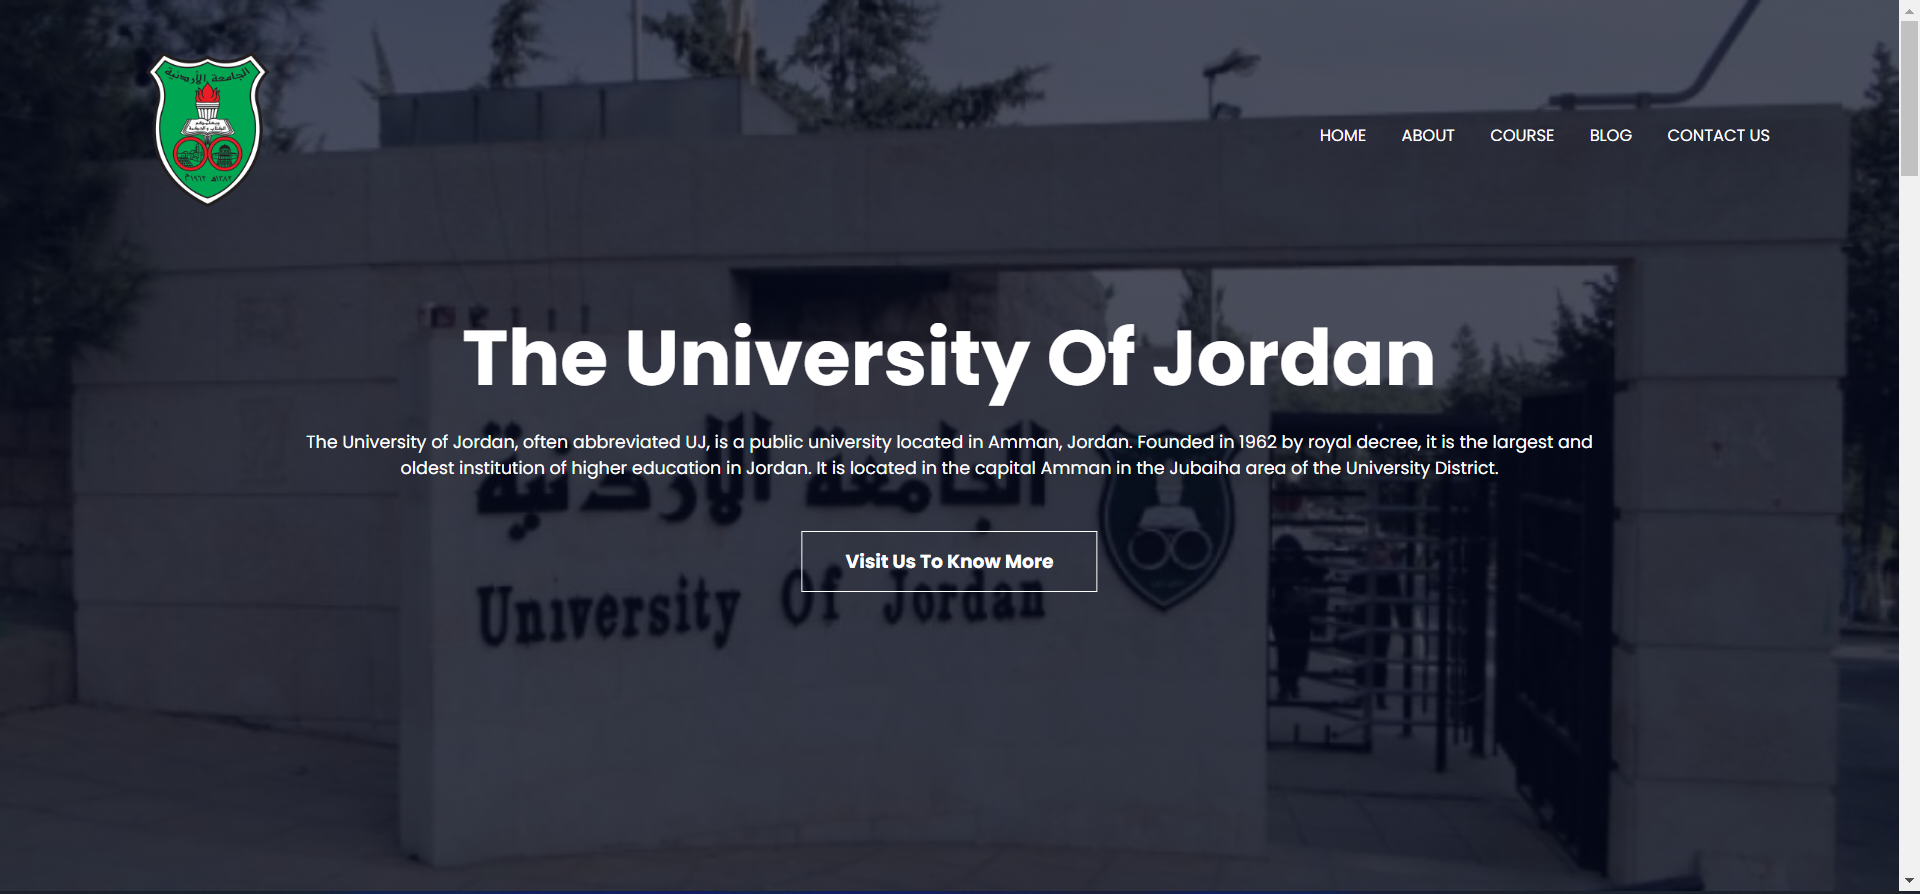 الجامعة الأردنية
١٣٨٢هـ ١٩٦٢م
HOME
ABOUT
COURSE
BLOG
CONTACT US
The University Of Jordan
The University of Jordan, often abbreviated UJ, is a public university located in Amman, Jordan. Founded in 1962 by royal decree, it is the largest and
oldest institution of higher education in Jordan. It is located in the capital Amman in the Jubaiha area of the University District.
الجامعة الأردنية
Visit Us To Know More
University Of Jordan